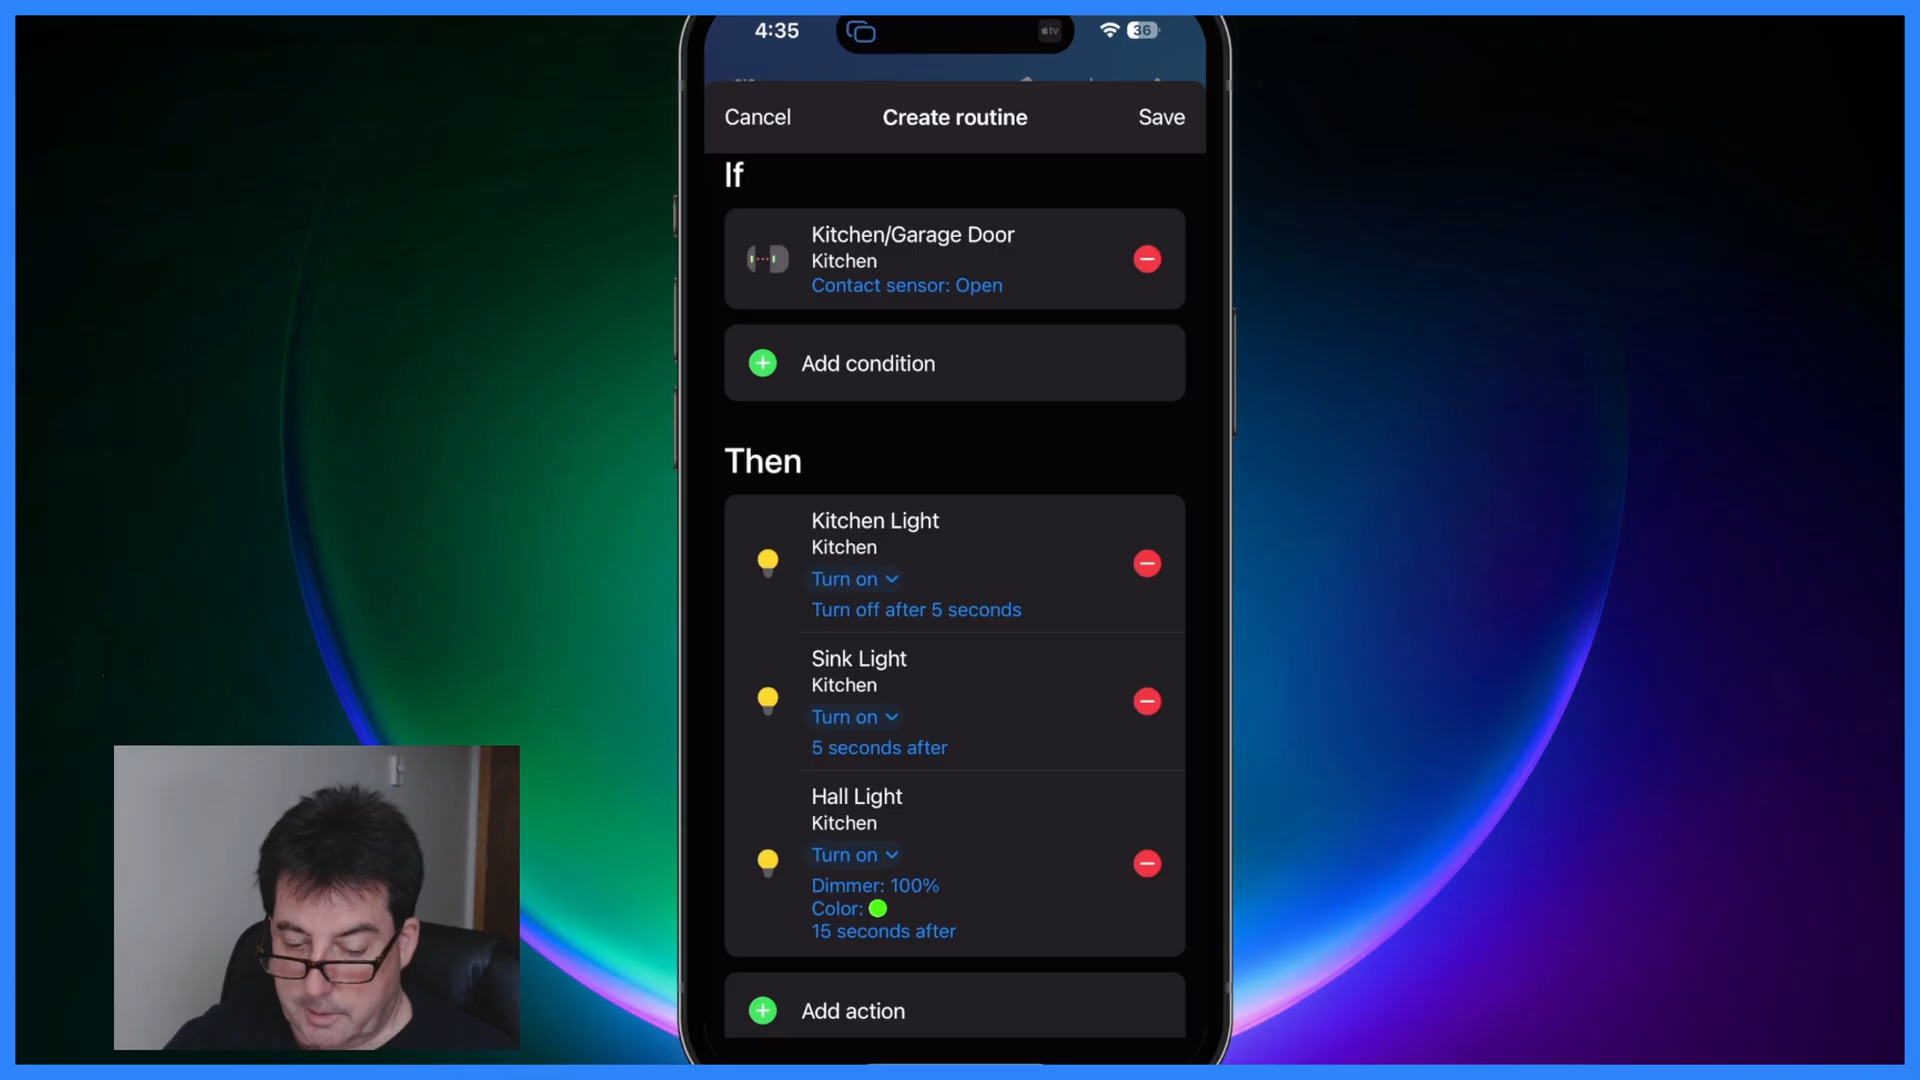 4:35
tv
36
Cancel
Create routine
Save
If
Kitchen/Garage Door
Kitchen
Contact sensor: Open
Add condition
Then
Kitchen Light
Kitchen
Turn on
Turn off after 5 seconds
Sink Light
Kitchen
Turn on
5 seconds after
Hall Light
Kitchen
Turn on
Dimmer: 100%
Color:
15 seconds after
Add action